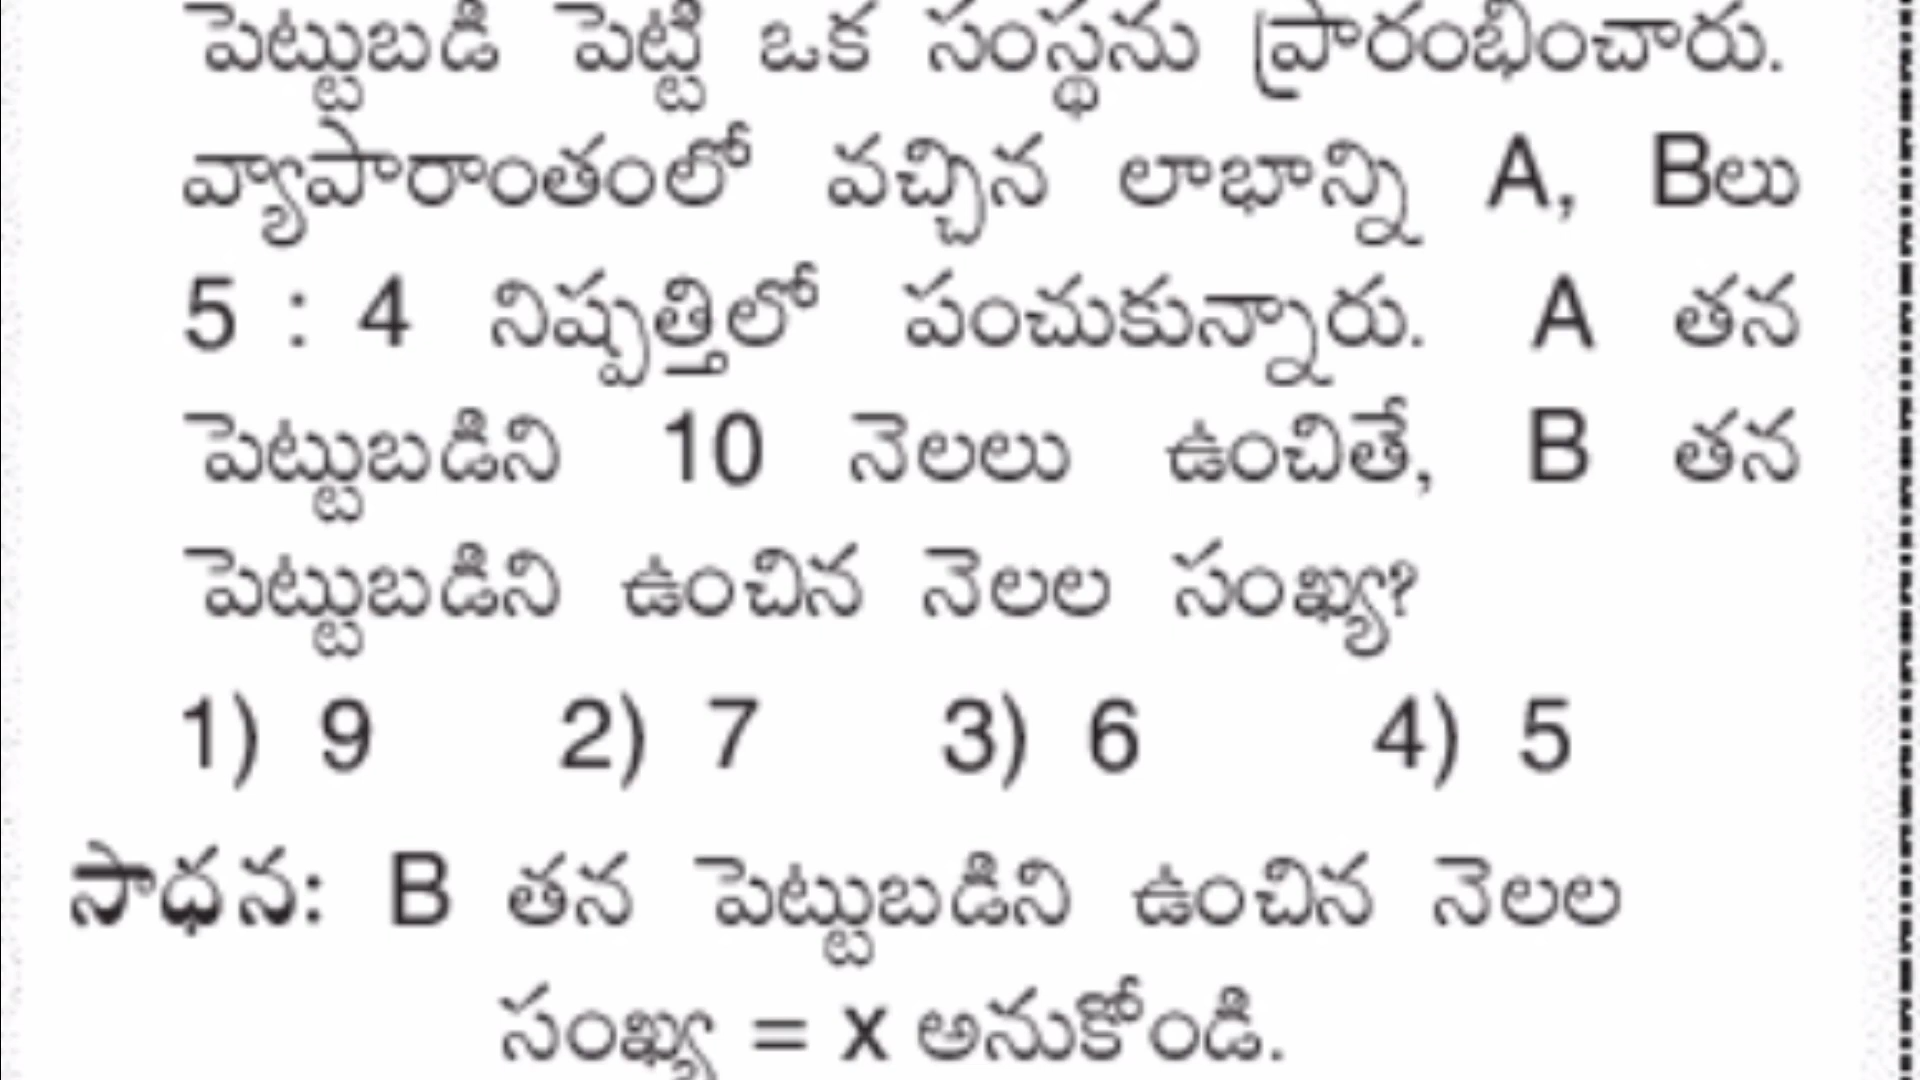 పెట్టుబడి పెట్టి ఒక సంస్థను ప్రారంభించారు.
వ్యాపారాంతంలో వచ్చిన లాభాన్ని A, Bలు
5 : 4 నిష్పత్తిలో పంచుకున్నారు. A తన
పెట్టుబడిని 10 నెలలు ఉంచితే, B తన
పెట్టుబడిని ఉంచిన నెలల సంఖ్య?
1) 9 2) 7 3) 6 4) 5
సాధన: B తన పెట్టుబడిని ఉంచిన నెలల
సంఖ్య = x అనుకోండి.